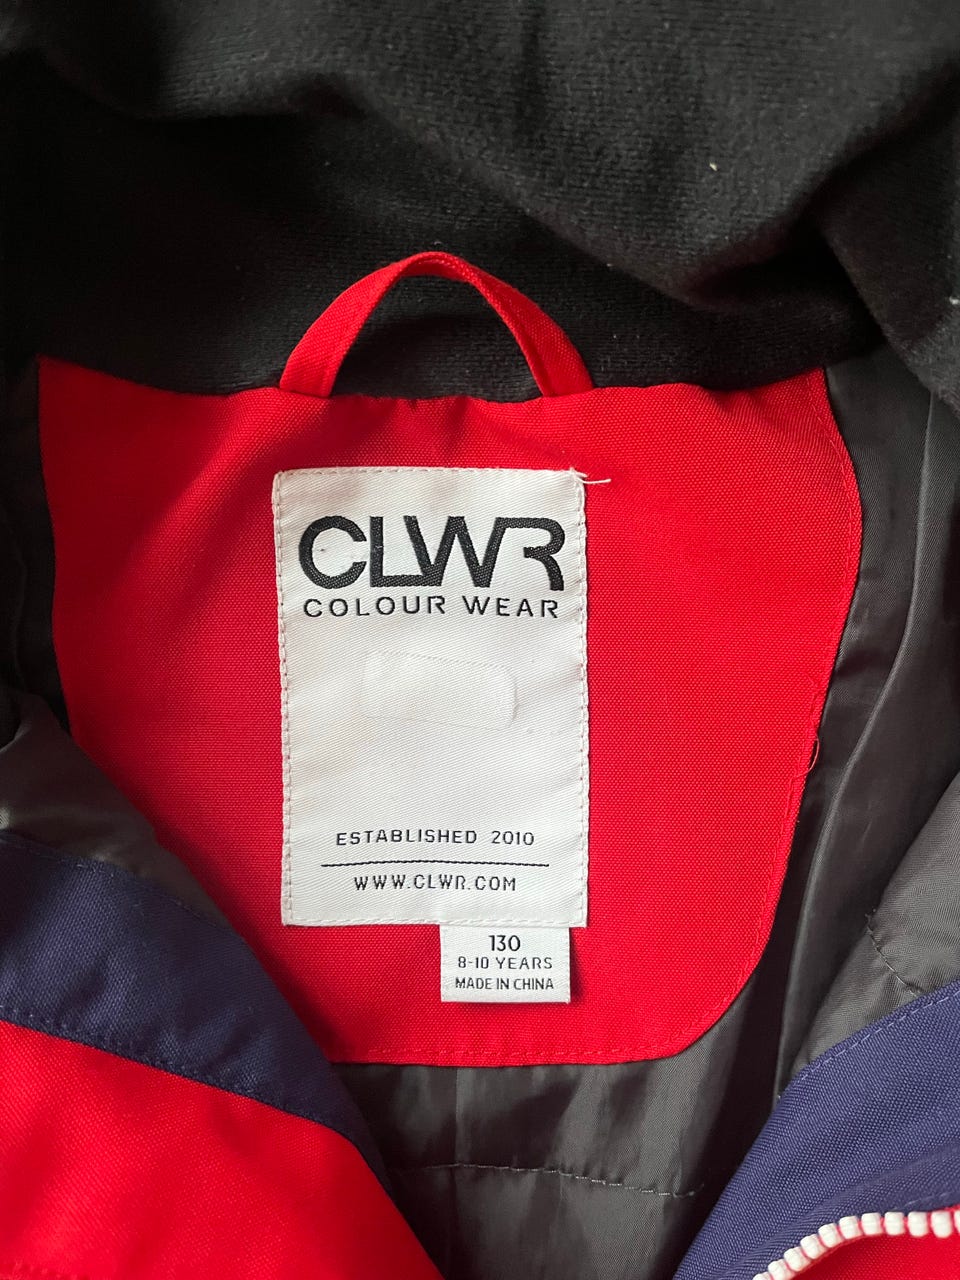 CLWR
COLOUR WEAR
ESTABLISHED 2010
WWW.CLWR.COM
130
8-10 YEARS
MADE IN CHINA